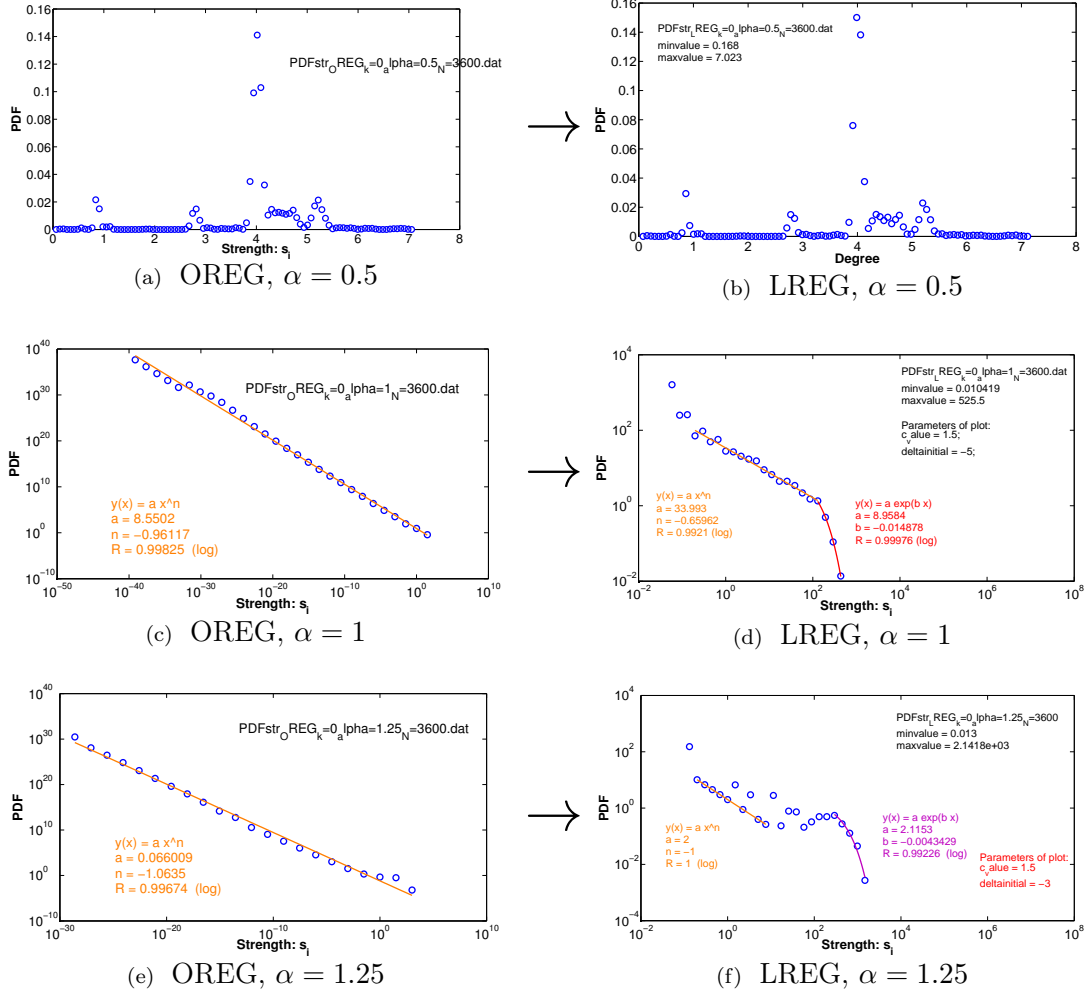 0.16
0.14
0.12
0.1
0.08
0.06
0.04
0.02
0
PDF
PDFstr_OREG_k=0_alpha=0.5_N=3600.dat
0 1 2 3 4 5 6 7 8
Strength: s_i
(a) OREG, α = 0.5
0.16
0.14
0.12
0.1
0.08
0.06
0.04
0.02
0
PDF
PDFstr_LREG_k=0_alpha=0.5_N=3600.dat
minvalue = 0.168
maxvalue = 7.023
0 1 2 3 4 5 6 7 8
Degree
(b) LREG, α = 0.5
10^40
10^30
10^20
10^10
10^0
10^−10
PDF
PDFstr_OREG_k=0_alpha=1_N=3600.dat
y(x) = a x^n
a = 8.5502
n = −0.96117
R = 0.99825 (log)
10^−50 10^−40 10^−30 10^−20 10^−10 10^0 10^10
Strength: s_i
(c) OREG, α = 1
10^4
10^2
10^0
10^−2
PDF
PDFstr_LREG_k=0_alpha=1_N=3600.dat
minvalue = 0.010419
maxvalue = 525.5
Parameters of plot:
c_value = 1.5;
deltainitial = −5;
y(x) = a x^n
a = 33.993
n = −0.65962
R = 0.9921 (log)
y(x) = a exp(b x)
a = 8.9584
b = −0.014878
R = 0.99976 (log)
10^−2 10^0 10^2 10^4 10^6 10^8
Strength: s_i
(d) LREG, α = 1
10^40
10^30
10^20
10^10
10^0
10^−10
PDF
PDFstr_OREG_k=0_alpha=1.25_N=3600.dat
y(x) = a x^n
a = 0.066009
n = −1.0635
R = 0.99674 (log)
10^−30 10^−20 10^−10 10^0 10^10
Strength: s_i
(e) OREG, α = 1.25
10^4
10^2
10^0
10^−2
10^−4
PDF
PDFstr_LREG_k=0_alpha=1.25_N=3600
minvalue = 0.013
maxvalue = 2.1418e+03
y(x) = a x^n
a = 2
n = −1
R = 1 (log)
y(x) = a exp(b x)
a = 2.1153
b = −0.0043429
R = 0.99226 (log)
Parameters of plot:
c_value = 1.5
deltainitial = −3
10^−2 10^0 10^2 10^4 10^6 10^8
Strength: s_i
(f) LREG, α = 1.25